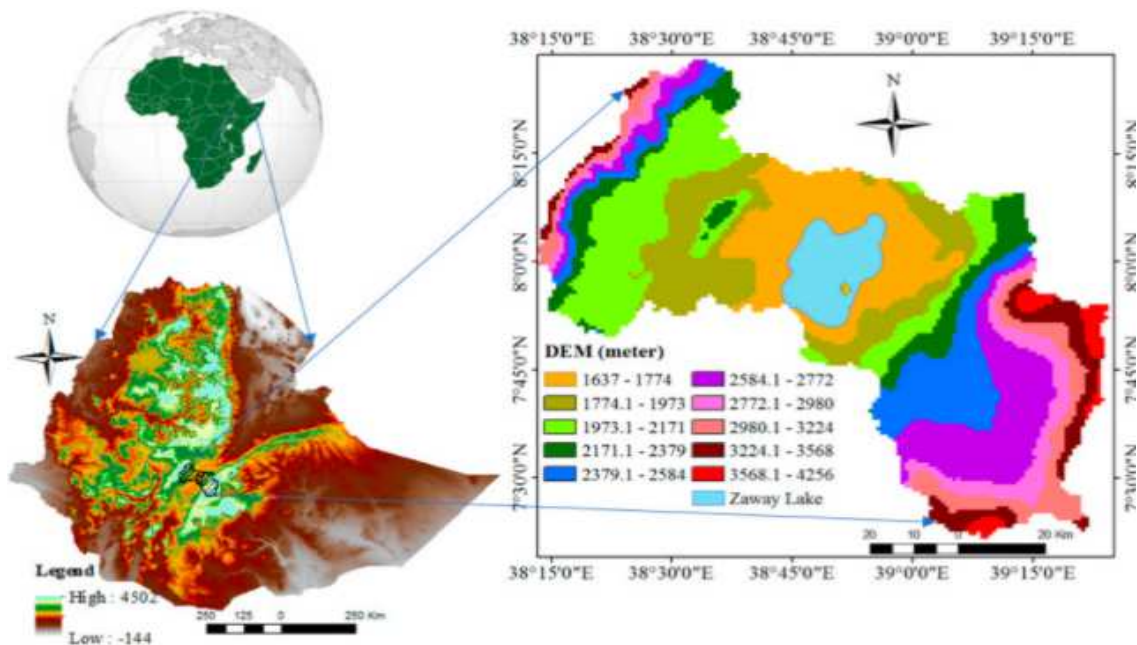 38°15'0"E 38°30'0"E 38°45'0"E 39°0'0"E 39°15'0"E
N
8°15'0"N
8°0'0"N
7°45'0"N
7°30'0"N
8°15'0"N
8°0'0"N
7°45'0"N
7°30'0"N
DEM (meter)
1637 - 1774
1774.1 - 1973
1973.1 - 2171
2171.1 - 2379
2379.1 - 2584
2584.1 - 2772
2772.1 - 2980
2980.1 - 3224
3224.1 - 3568
3568.1 - 4256
Zaway Lake
20 10 0 20 Km
38°15'0"E 38°30'0"E 38°45'0"E 39°0'0"E 39°15'0"E
N
Legend
High : 4502
Low : -144
250 125 0 250 Km